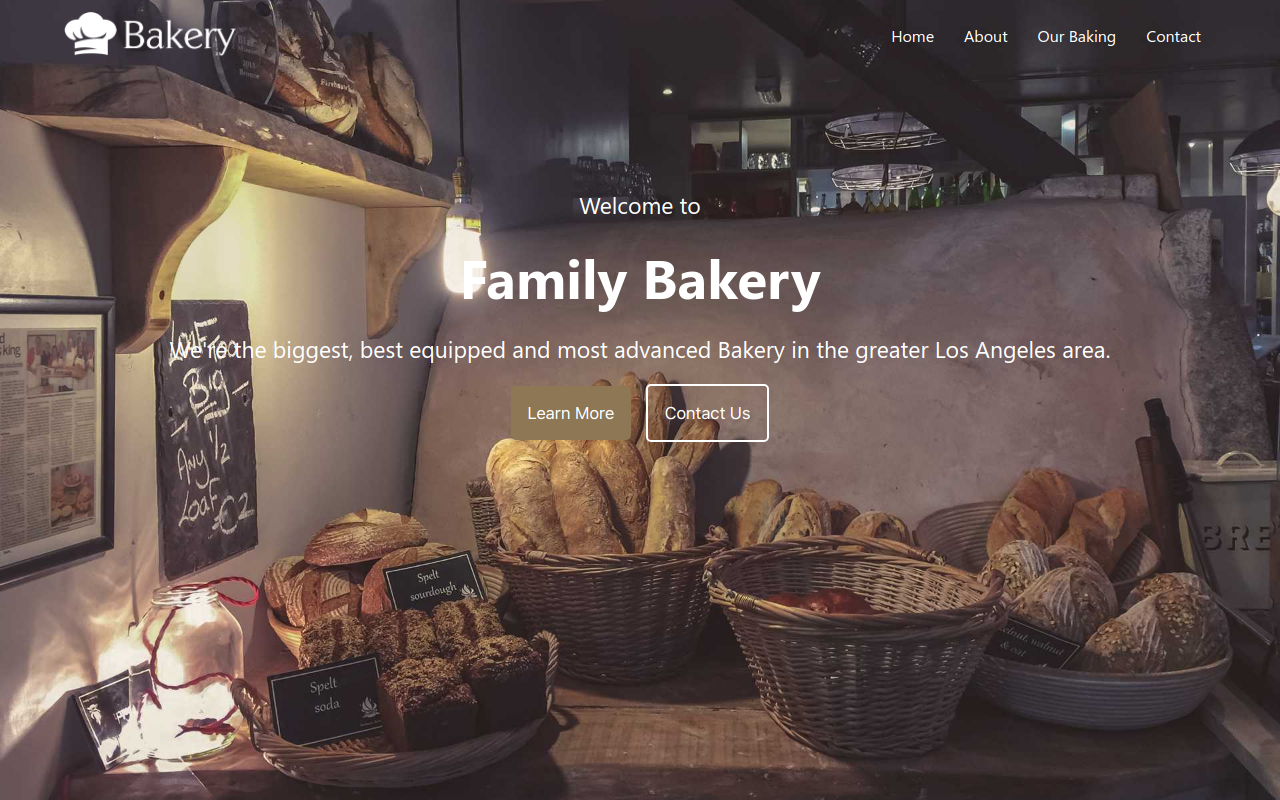 Bakery
Home
About
Our Baking
Contact
2015
Welcome to
Family Bakery
We're the biggest, best equipped and most advanced Bakery in the greater Los Angeles area.
Learn More
Contact Us
Loaf
Too
Big
Any 1/2
Loaf €2
Spelt
sourdough
Spelt
soda
walnut
& oat
BRE